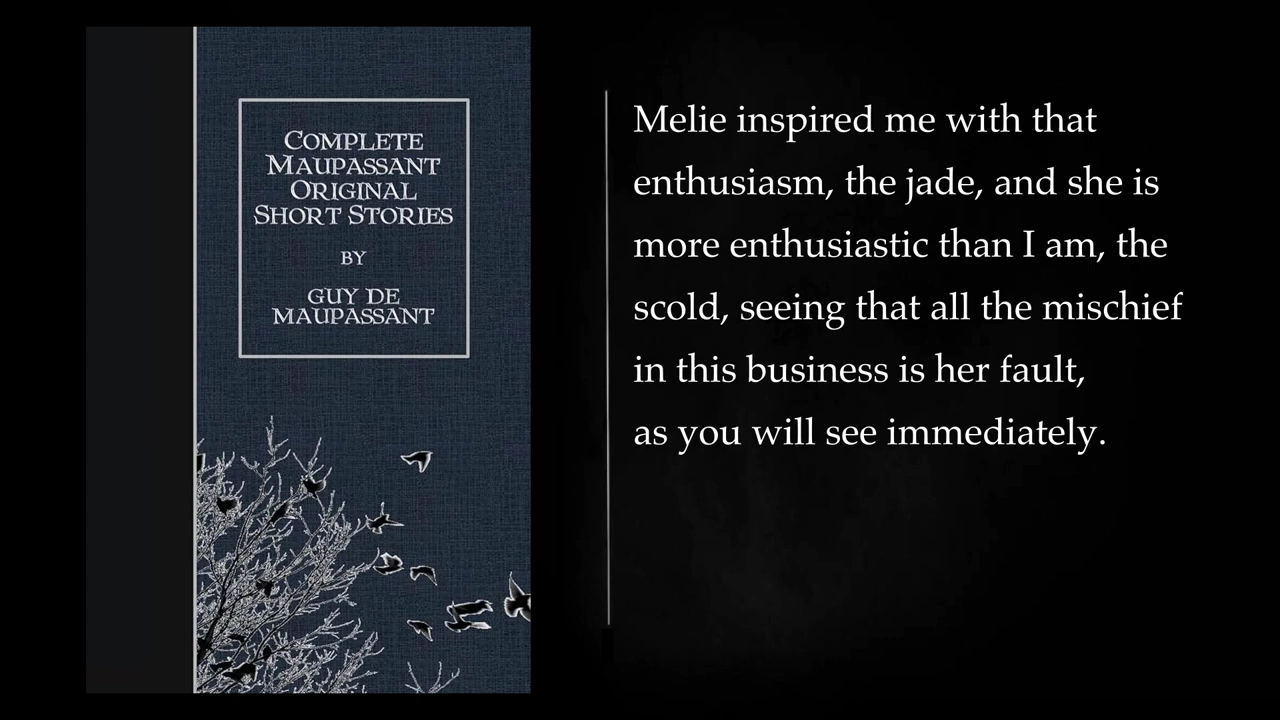 COMPLETE
MAUPASSANT
ORIGINAL
SHORT STORIES
BY
GUY DE
MAUPASSANT
Melie inspired me with that
enthusiasm, the jade, and she is
more enthusiastic than I am, the
scold, seeing that all the mischief
in this business is her fault,
as you will see immediately.